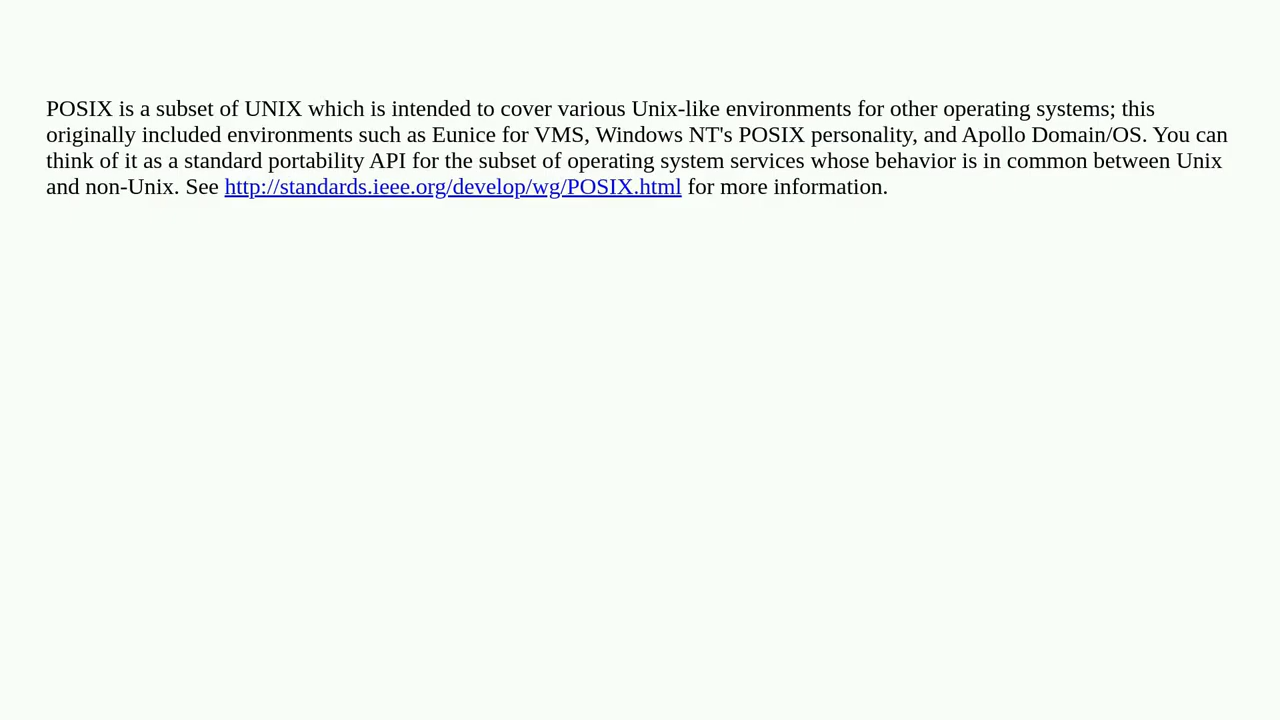 POSIX is a subset of UNIX which is intended to cover various Unix-like environments for other operating systems; this
originally included environments such as Eunice for VMS, Windows NT's POSIX personality, and Apollo Domain/OS. You can
think of it as a standard portability API for the subset of operating system services whose behavior is in common between Unix
and non-Unix. See http://standards.ieee.org/develop/wg/POSIX.html for more information.